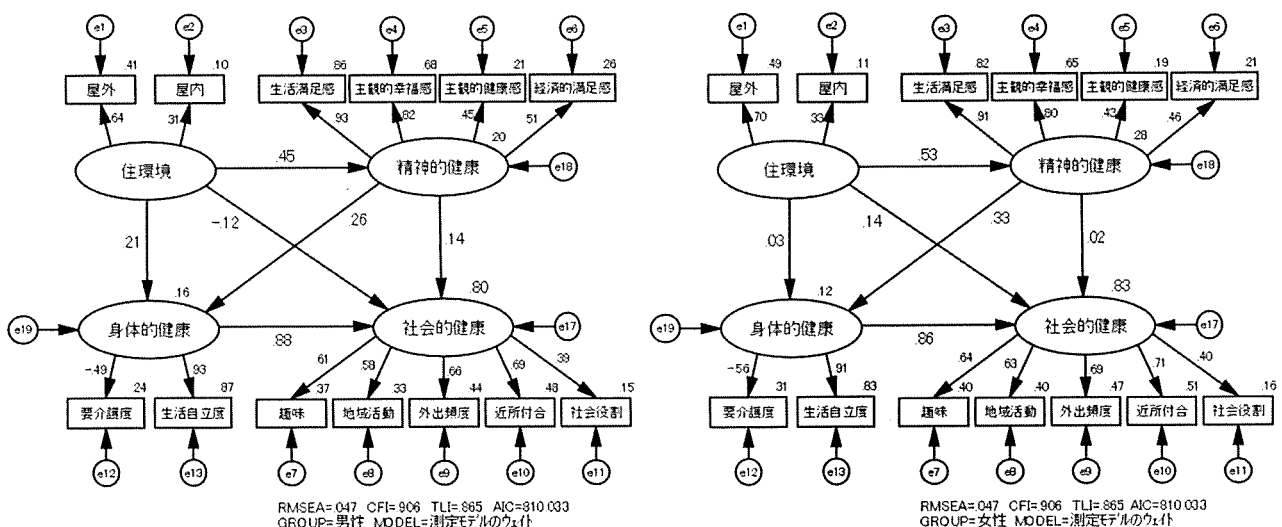 e1 e2 e3 e4 e5 e6
.41 .10 .86 .68 .21 .26
屋外 屋内 生活満足感 主観的幸福感 主観的健康感 経済的満足感
.64 .31 .93 .82 .45 .51
.20
住環境 .45 精神的健康 e18
.21 -.12 .26 .14
.16 .80
e19 身体的健康 .88 社会的健康 e17
-.49 .93 .61 .58 .66 .69 .39
.24 .87 .37 .33 .44 .48 .15
要介護度 生活自立度 趣味 地域活動 外出頻度 近所付合 社会役割
e12 e13 e7 e8 e9 e10 e11
RMSEA=.047 CFI=.906 TLI=.865 AIC=810.033
GROUP=男性 MODEL=測定モデルのウェイト
e1 e2 e3 e4 e5 e6
.49 .11 .82 .65 .19 .21
屋外 屋内 生活満足感 主観的幸福感 主観的健康感 経済的満足感
.70 .33 .91 .80 .43 .46
.28
住環境 .53 精神的健康 e18
.03 .14 .33 .02
.12 .83
e19 身体的健康 .86 社会的健康 e17
-.56 .91 .64 .63 .69 .71 .40
.31 .83 .40 .40 .47 .51 .16
要介護度 生活自立度 趣味 地域活動 外出頻度 近所付合 社会役割
e12 e13 e7 e8 e9 e10 e11
RMSEA=.047 CFI=.906 TLI=.865 AIC=810.033
GROUP=女性 MODEL=測定モデルのウェイト